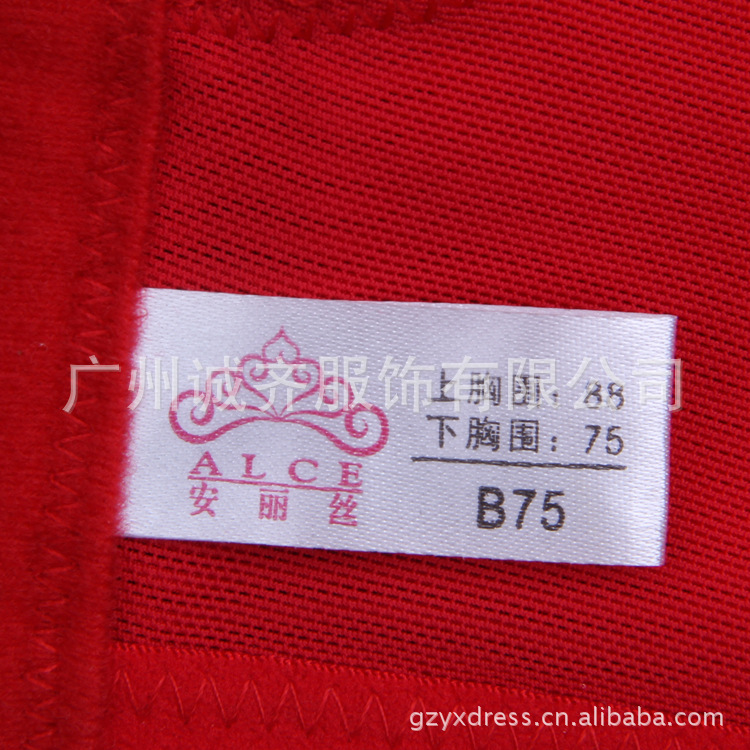 广州诚齐服饰有限公司
ALCE
安丽丝
上胸围：88
下胸围：75
B75
gzyxdress.cn.alibaba.com